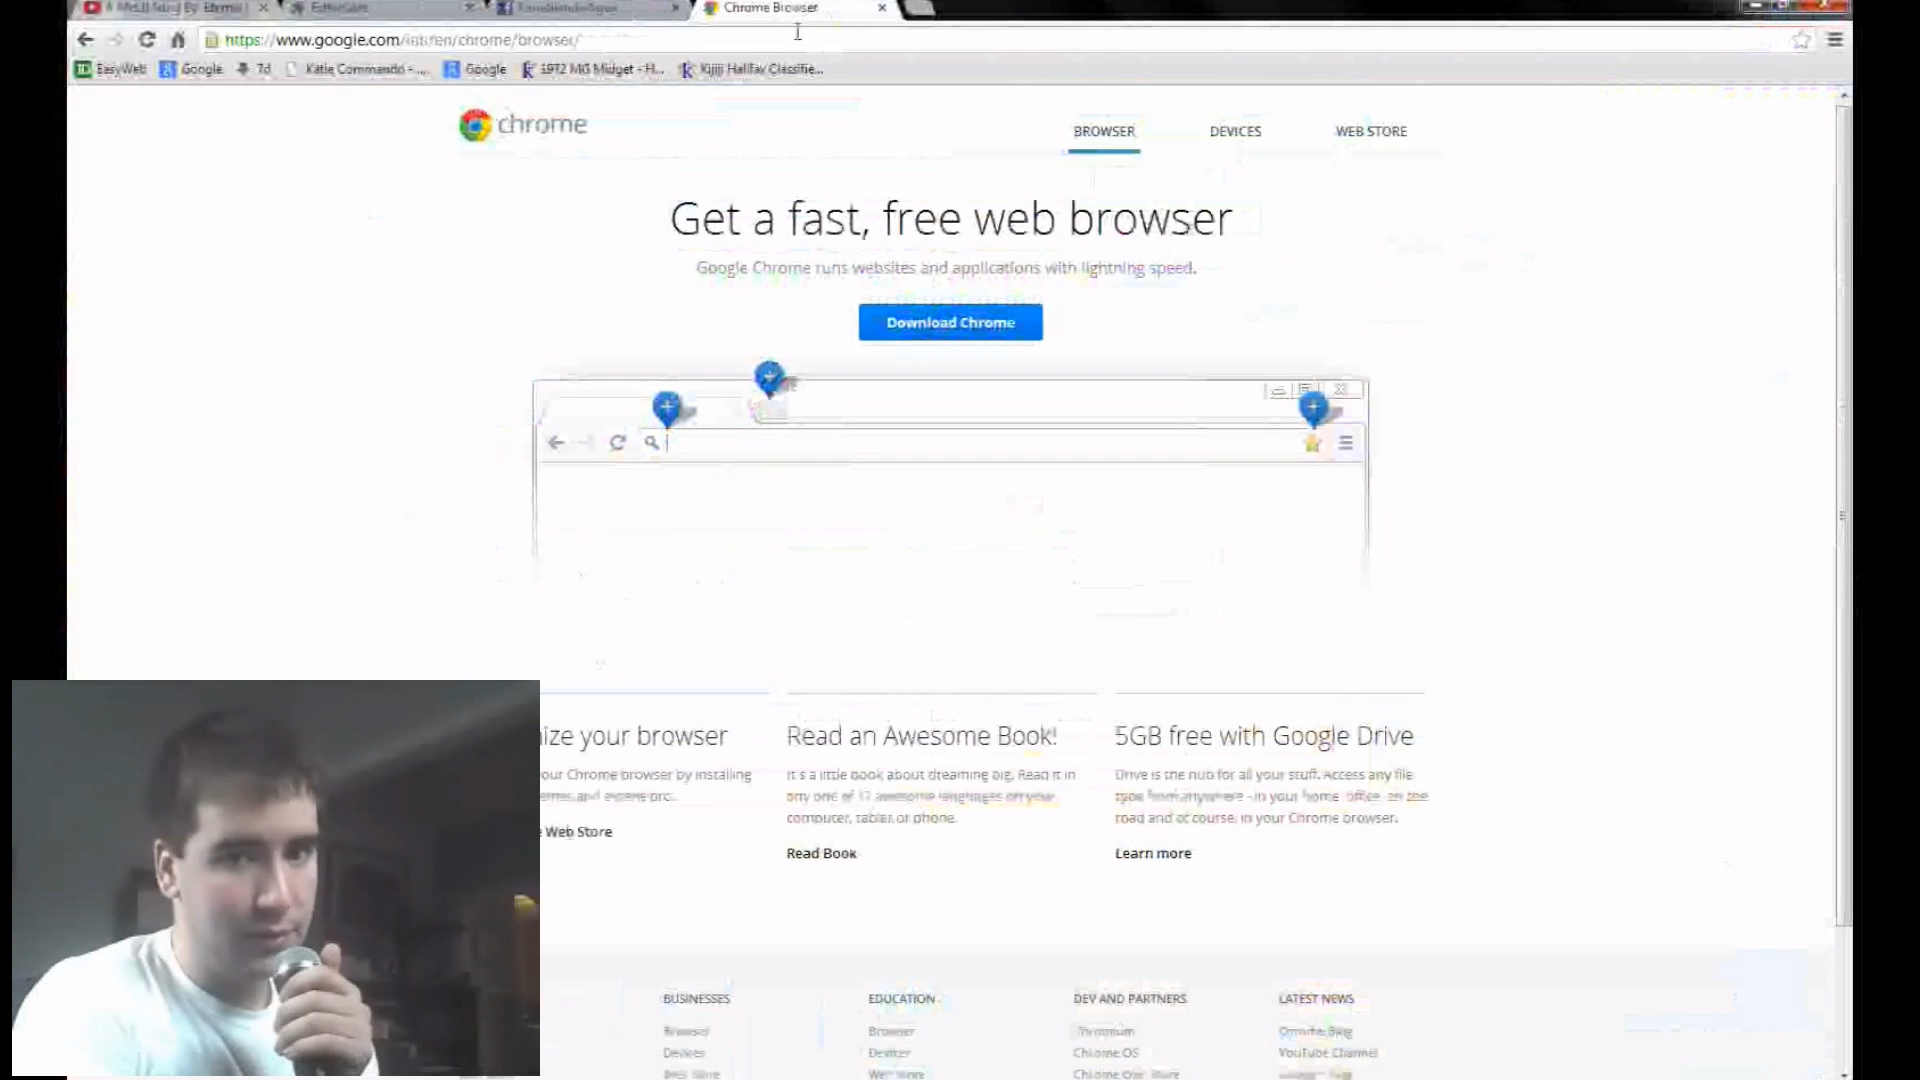 Chrome Browser
https://www.google.com/intl/en/chrome/browser/
EasyWeb Google 7d Katie Commando - ... Google 1972 MG Midget - H... Kijiji Halifax Classifie...
chrome
BROWSER DEVICES WEB STORE
Get a fast, free web browser
Google Chrome runs websites and applications with lightning speed.
Download Chrome
ize your browser
our Chrome browser by installing
Web Store
Read an Awesome Book!
It's a little book about dreaming big. Read it in
any one of 17 awesome languages on your
computer, tablet or phone.
Read Book
5GB free with Google Drive
Drive is the hub for all your stuff. Access any file
type from anywhere - in your home, office, on the
road and of course, in your Chrome browser.
Learn more
BUSINESSES
Browser
Devices
Web Store
EDUCATION
Browser
Devices
Web Store
DEV AND PARTNERS
Chromium
Chrome OS
Chrome Web Store
LATEST NEWS
Chrome Blog
YouTube Channel